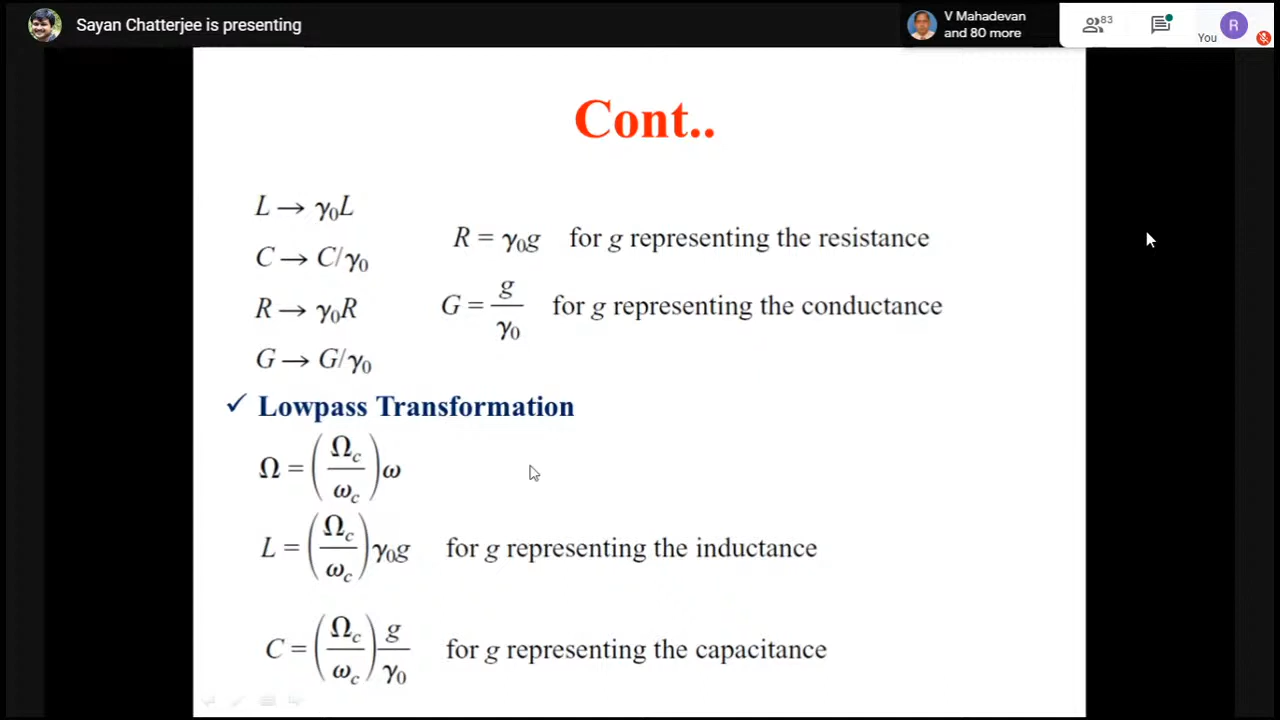 Sayan Chatterjee is presenting
V Mahadevan
and 80 more
83
You
R
Cont..
L → γ₀L
C → C/γ₀
R → γ₀R
G → G/γ₀
R = γ₀g for g representing the resistance
G = g/γ₀ for g representing the conductance
✓ Lowpass Transformation
Ω = (Ω_c/ω_c) ω
L = (Ω_c/ω_c) γ₀g for g representing the inductance
C = (Ω_c/ω_c) g/γ₀ for g representing the capacitance